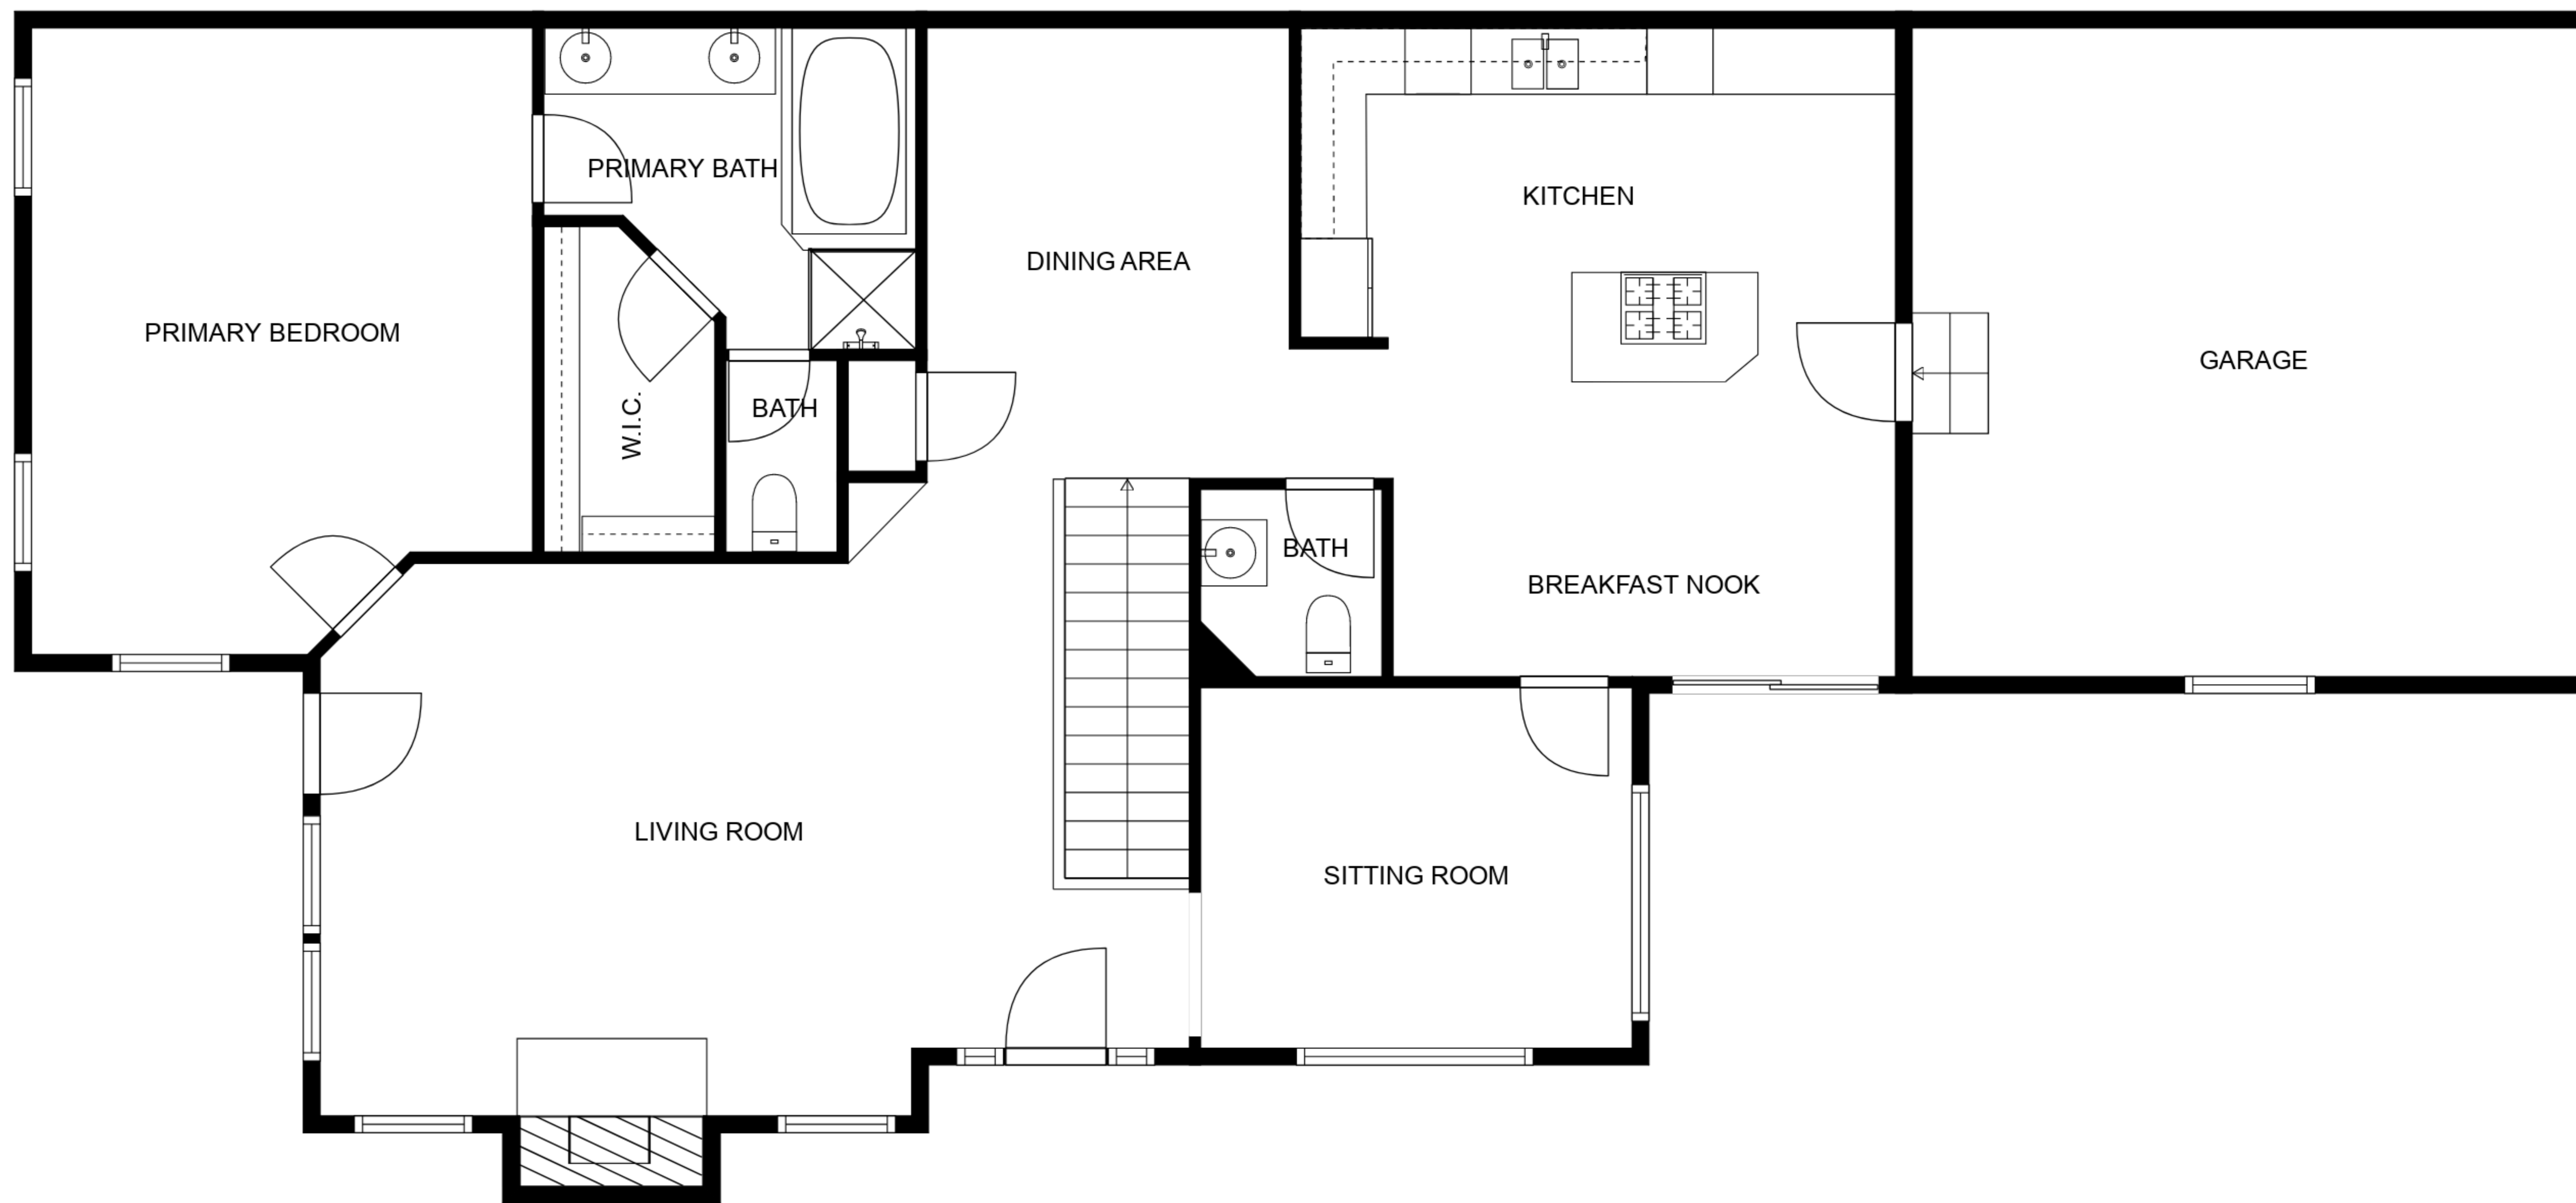 PRIMARY BATH
KITCHEN
DINING AREA
PRIMARY BEDROOM
GARAGE
W.I.C.
BATH
BATH
BREAKFAST NOOK
LIVING ROOM
SITTING ROOM